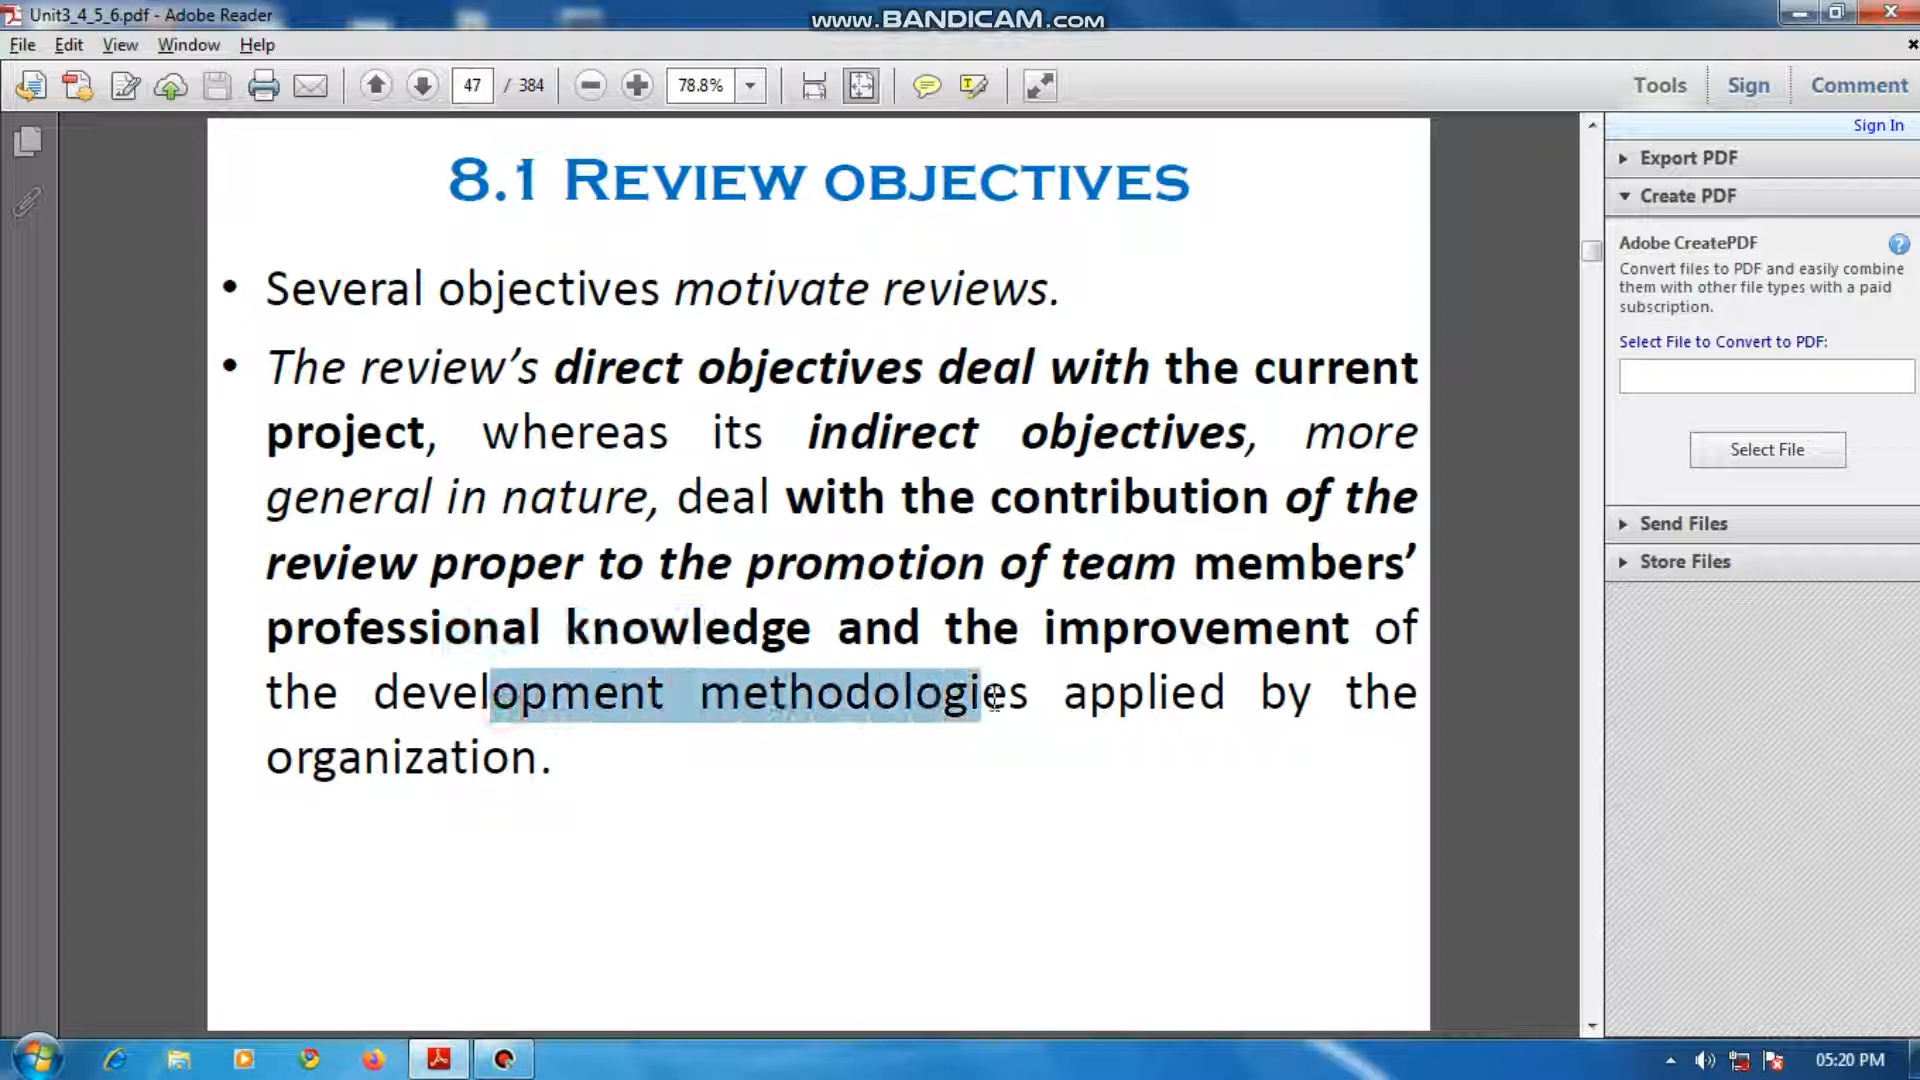 Unit3_4_5_6.pdf - Adobe Reader
www.BANDICAM.com
File Edit View Window Help
47 / 384
78.8%
Tools Sign Comment
Sign In
Export PDF
Create PDF
Adobe CreatePDF
Convert files to PDF and easily combine
them with other file types with a paid
subscription.
Select File to Convert to PDF:
Select File
Send Files
Store Files
8.1 Review objectives
• Several objectives motivate reviews.
• The review’s direct objectives deal with the current
project, whereas its indirect objectives, more
general in nature, deal with the contribution of the
review proper to the promotion of team members’
professional knowledge and the improvement of
the development methodologies applied by the
organization.
05:20 PM